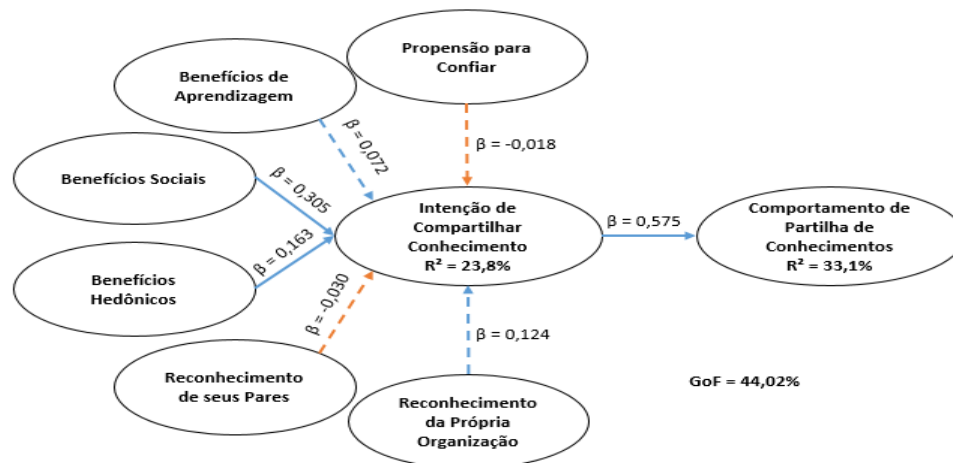 Propensão para
Confiar
Benefícios de
Aprendizagem
β = 0,072
β = -0,018
Benefícios Sociais
β = 0,305
Intenção de
Compartilhar
Conhecimento
R² = 23,8%
β = 0,575
Comportamento de
Partilha de
Conhecimentos
R² = 33,1%
Benefícios
Hedônicos
β = 0,163
β = -0,030
β = 0,124
Reconhecimento
de seus Pares
Reconhecimento
da Própria
Organização
GoF = 44,02%